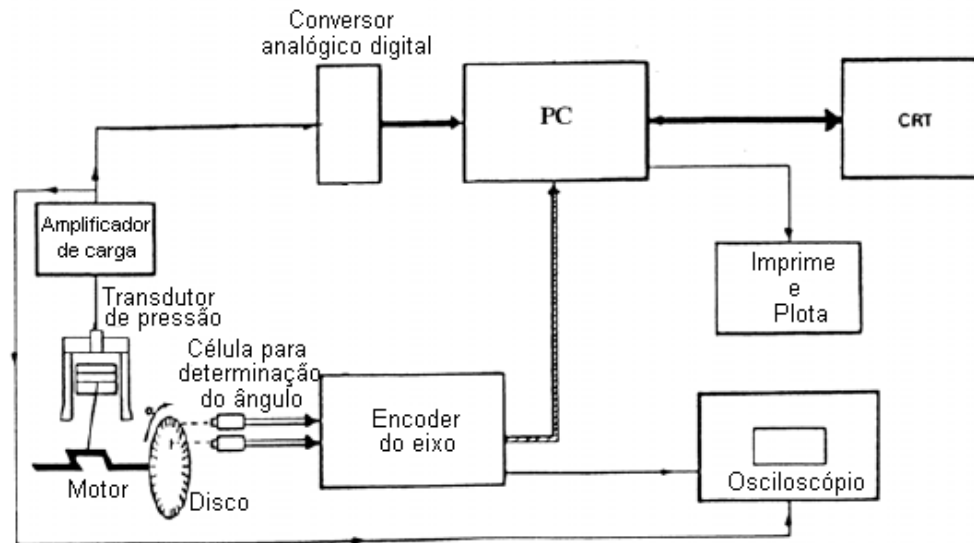 Conversor
analógico digital
PC
CRT
Amplificador
de carga
Imprime
e
Plota
Transdutor
de pressão
Célula para
determinação
do ângulo
Encoder
do eixo
Osciloscópio
Motor
Disco